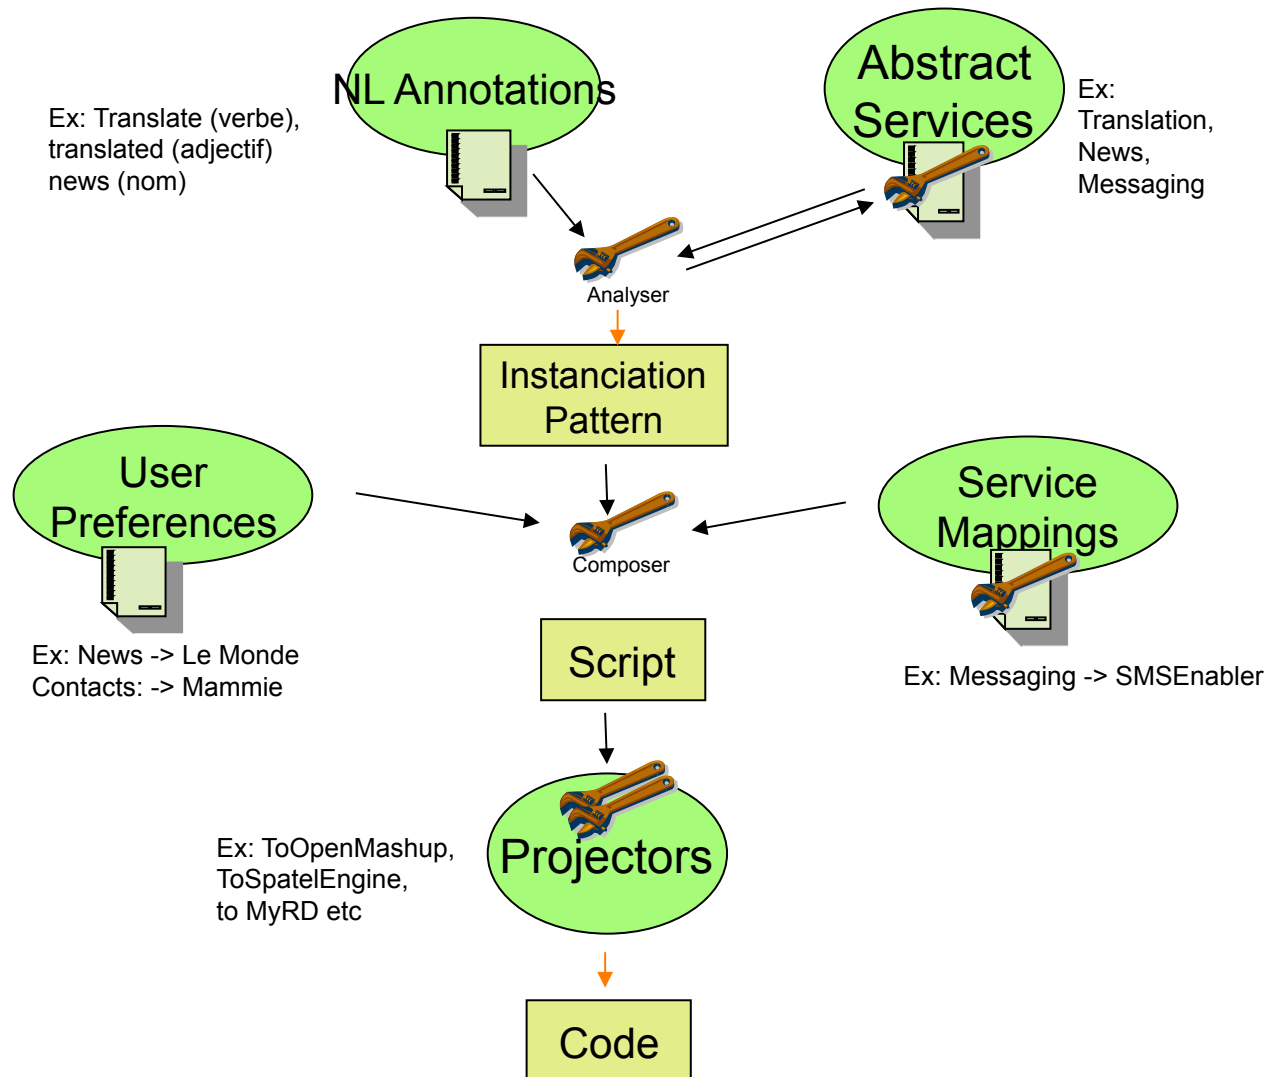 NL Annotations
Abstract
Services
Ex: Translate (verbe),
translated (adjectif)
news (nom)
Ex:
Translation,
News,
Messaging
Analyser
Instanciation
Pattern
User
Preferences
Service
Mappings
Composer
Ex: News -> Le Monde
Contacts: -> Mammie
Script
Ex: Messaging -> SMSEnabler
Ex: ToOpenMashup,
ToSpatelEngine,
to MyRD etc
Projectors
Code